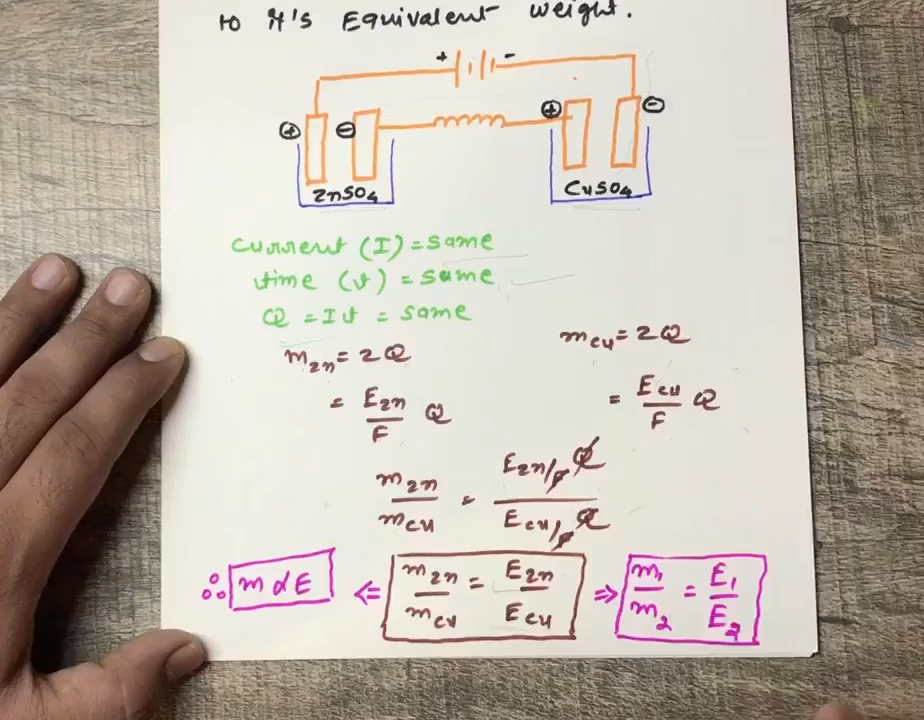 to It's Equivalent weight.
+ -
⊕ ⊖ ⊕ ⊖
ZnSO4 CuSO4
Current (I) = same
time (t) = same
Q = It = same
mZn = ZQ mCu = ZQ
= EZn/F Q = ECu/F Q
mZn/mCu = EZn/F Q / ECu/F Q
∴ m α E ⇐ mZn/mCu = EZn/ECu ⇒ m1/m2 = E1/E2